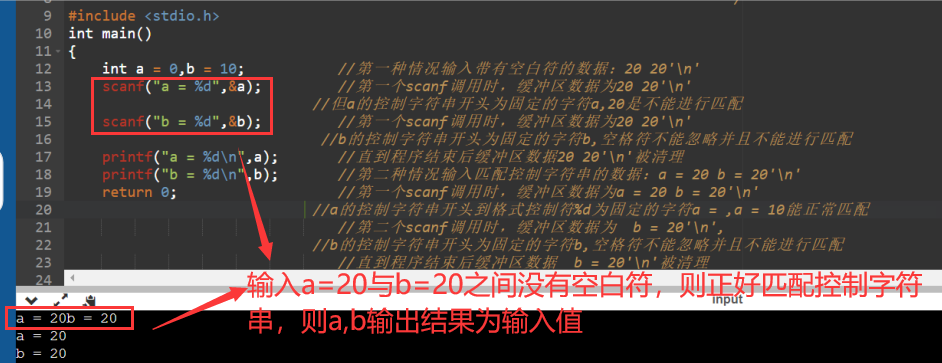 9 #include <stdio.h>
10 int main()
11 {
12 int a = 0,b = 10; //第一种情况输入带有空白符的数据：20 20'\n'
13 scanf("a = %d",&a); //第一个scanf调用时，缓冲区数据为20 20'\n'
14 //但a的控制字符串开头为固定的字符a,20是不能进行匹配
15 scanf("b = %d",&b); //第一个scanf调用时，缓冲区数据为20 20'\n'
16 //b的控制字符串开头为固定的字符b,空格符不能忽略并且不能进行匹配
17 printf("a = %d\n",a); //直到程序结束后缓冲区数据20 20'\n'被清理
18 printf("b = %d\n",b); //第二种情况输入匹配控制字符串的数据：a = 20 b = 20'\n'
19 return 0; //第一个scanf调用时，缓冲区数据为a = 20 b = 20'\n'
20 //a的控制字符串开头到格式控制符%d为固定的字符a = ,a = 10能正常匹配
21 //第二个scanf调用时，缓冲区数据为 b = 20'\n',
22 //b的控制字符串开头为固定的字符b,空格符不能忽略并且不能进行匹配
23 //直到程序结束后缓冲区数据 b = 20'\n'被清理
24
输入a=20与b=20之间没有空白符，则正好匹配控制字符
串，则a,b输出结果为输入值
input
a = 20b = 20
a = 20
b = 20